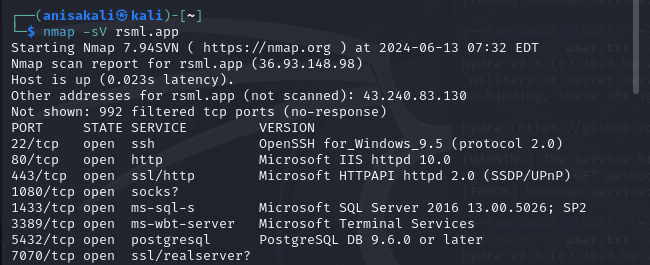 ┌──(anisakali㉿kali)-[~]
└─$ nmap -sV rsml.app
Starting Nmap 7.94SVN ( https://nmap.org ) at 2024-06-13 07:32 EDT
Nmap scan report for rsml.app (36.93.148.98)
Host is up (0.023s latency).
Other addresses for rsml.app (not scanned): 43.240.83.130
Not shown: 992 filtered tcp ports (no-response)
PORT     STATE SERVICE       VERSION
22/tcp   open  ssh           OpenSSH for_Windows_9.5 (protocol 2.0)
80/tcp   open  http          Microsoft IIS httpd 10.0
443/tcp  open  ssl/http      Microsoft HTTPAPI httpd 2.0 (SSDP/UPnP)
1080/tcp open  socks?
1433/tcp open  ms-sql-s      Microsoft SQL Server 2016 13.00.5026; SP2
3389/tcp open  ms-wbt-server Microsoft Terminal Services
5432/tcp open  postgresql    PostgreSQL DB 9.6.0 or later
7070/tcp open  ssl/realserver?